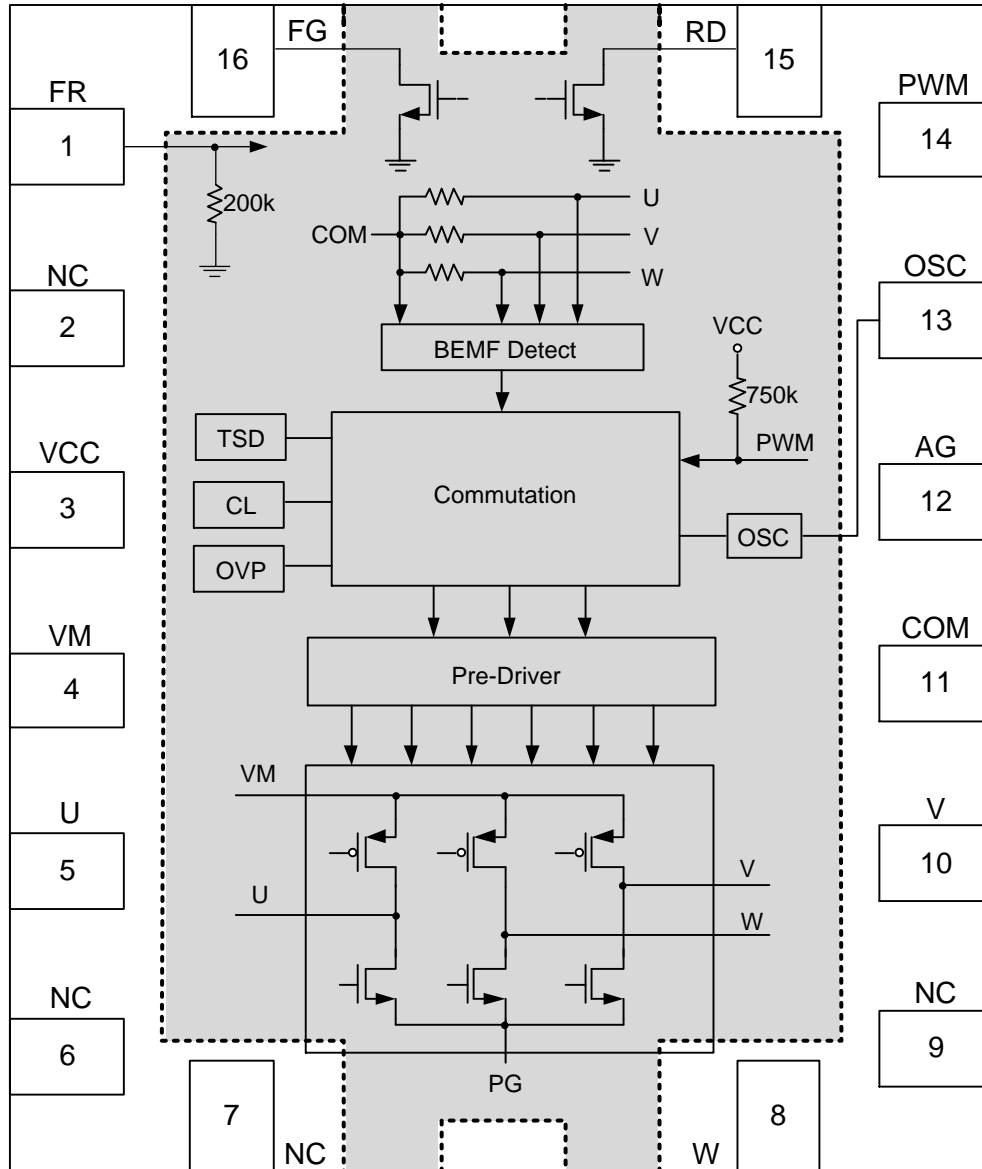 FG
RD
16
15
FR
PWM
1
14
200k
U
COM
V
W
NC
OSC
2
13
VCC
BEMF Detect
750k
TSD
PWM
VCC
AG
3
Commutation
12
CL
OSC
OVP
VM
COM
4
Pre-Driver
11
VM
U
V
5
10
V
U
W
NC
NC
6
9
PG
7
8
NC
W